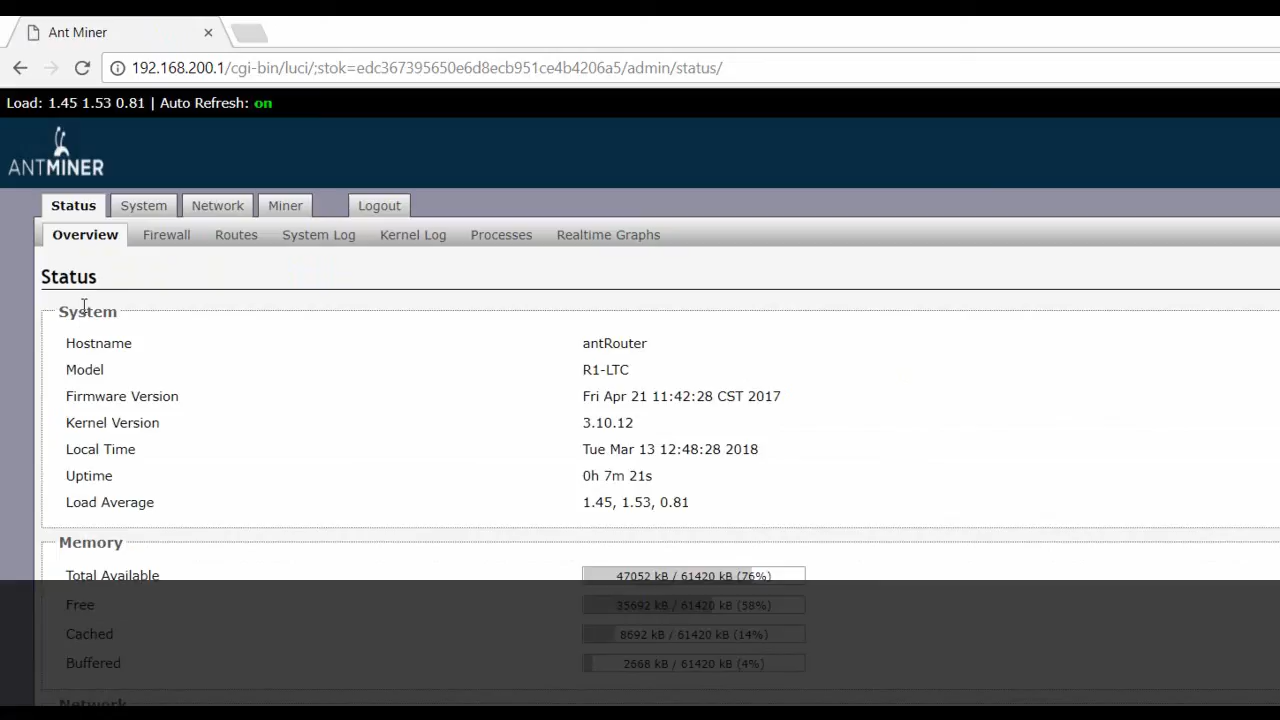 Ant Miner
192.168.200.1/cgi-bin/luci/;stok=edc367395650e6d8ecb951ce4b4206a5/admin/status/
Load: 1.45 1.53 0.81 | Auto Refresh: on
ANTMINER
Status System Network Miner Logout
Overview Firewall Routes System Log Kernel Log Processes Realtime Graphs
Status
System
Hostname antRouter
Model R1-LTC
Firmware Version Fri Apr 21 11:42:28 CST 2017
Kernel Version 3.10.12
Local Time Tue Mar 13 12:48:28 2018
Uptime 0h 7m 21s
Load Average 1.45, 1.53, 0.81
Memory
Total Available 47052 kB / 61420 kB (76%)
Free 35692 kB / 61420 kB (58%)
Cached 8692 kB / 61420 kB (14%)
Buffered 2668 kB / 61420 kB (4%)
Network